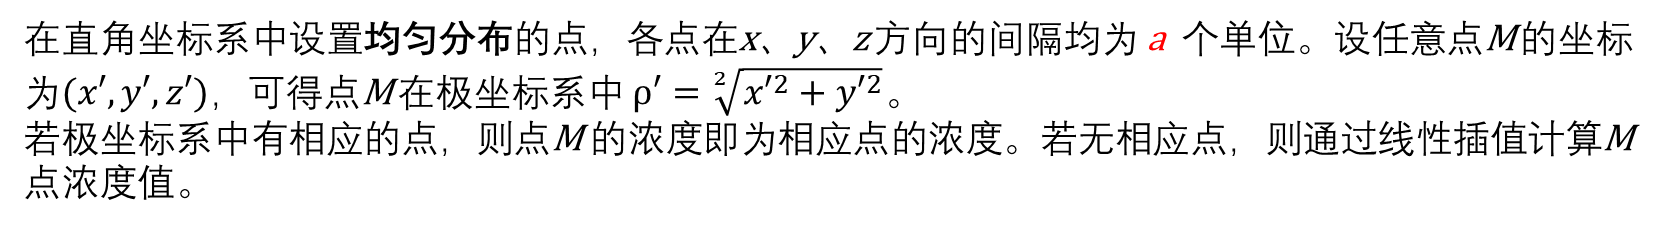 在直角坐标系中设置均匀分布的点，各点在x、y、z方向的间隔均为 a 个单位。设任意点M的坐标
为(x′,y′,z′)，可得点M在极坐标系中 ρ′ = ²√x′² + y′²。
若极坐标系中有相应的点，则点M的浓度即为相应点的浓度。若无相应点，则通过线性插值计算M
点浓度值。